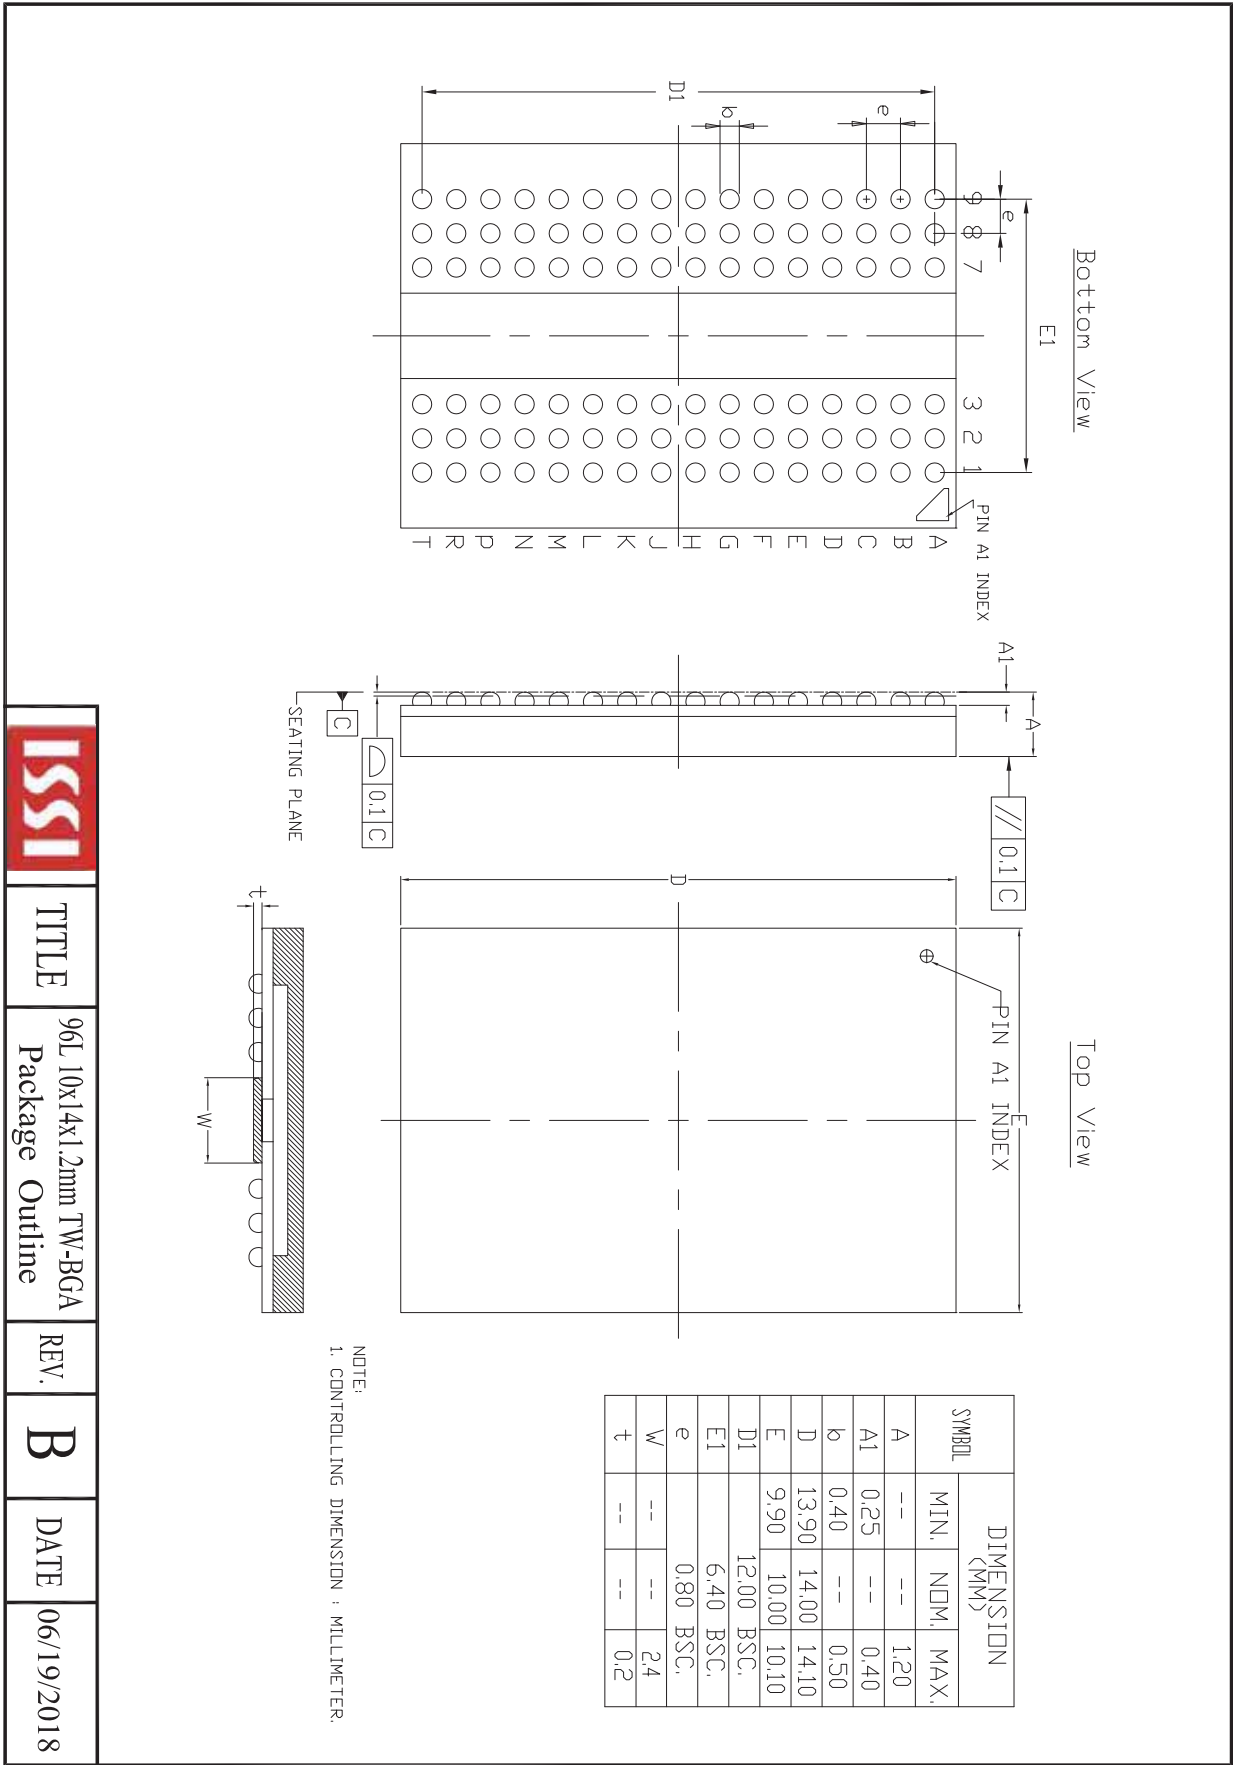 Bottom View
E1
e
9 8 7 3 2 1
PIN A1 INDEX
D1
e
b
A
B
C
D
E
F
G
H
J
K
L
M
N
P
R
T
A1
A
// 0.1 C
0.1 C
C
SEATING PLANE
Top View
E
PIN A1 INDEX
D
t
W
SYMBOL DIMENSION (MM)
MIN. NOM. MAX.
A -- -- 1.20
A1 0.25 -- 0.40
b 0.40 -- 0.50
D 13.90 14.00 14.10
E 9.90 10.00 10.10
D1 12.00 BSC.
E1 6.40 BSC.
e 0.80 BSC.
W -- -- 2.4
t -- -- 0.2
NOTE:
1. CONTROLLING DIMENSION : MILLIMETER.
ISSI
TITLE
96L 10x14x1.2mm TW-BGA
Package Outline
REV.
B
DATE
06/19/2018